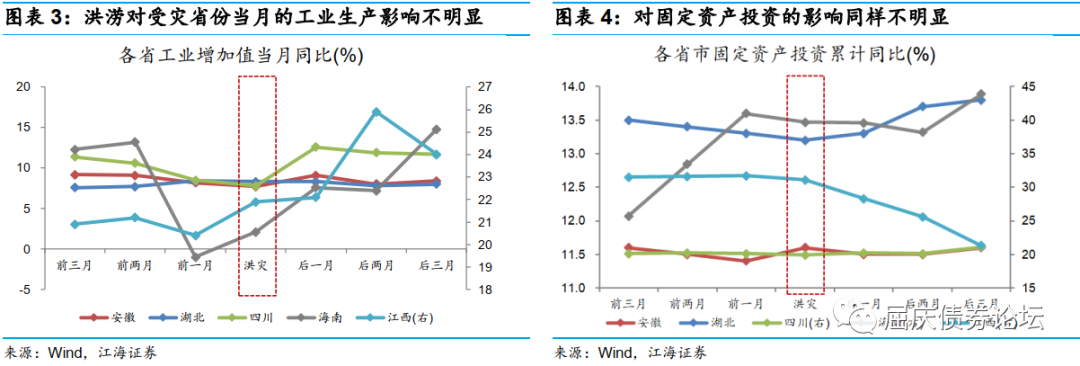 图表 3：洪涝对受灾省份当月的工业生产影响不明显
各省工业增加值当月同比(%)
20
15
10
5
0
-5
27
26
25
24
23
22
21
20
19
18
前三月 前两月 前一月 洪灾 后一月 后两月 后三月
安徽 湖北 四川 海南 江西(右)
来源：Wind，江海证券
图表 4：对固定资产投资的影响同样不明显
各省市固定资产投资累计同比(%)
14.0
13.5
13.0
12.5
12.0
11.5
11.0
45
40
35
30
25
20
15
前三月 前两月 前一月 洪灾 一月 后两月 后三月
安徽 湖北 四川(右)
屈庆债券论坛
来源：Wind，江海证券